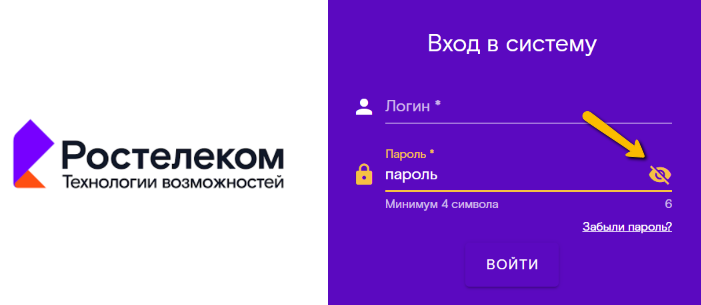 Ростелеком
Технологии возможностей
Вход в систему
Логин *
Пароль *
пароль
Минимум 4 символа 6
Забыли пароль?
ВОЙТИ